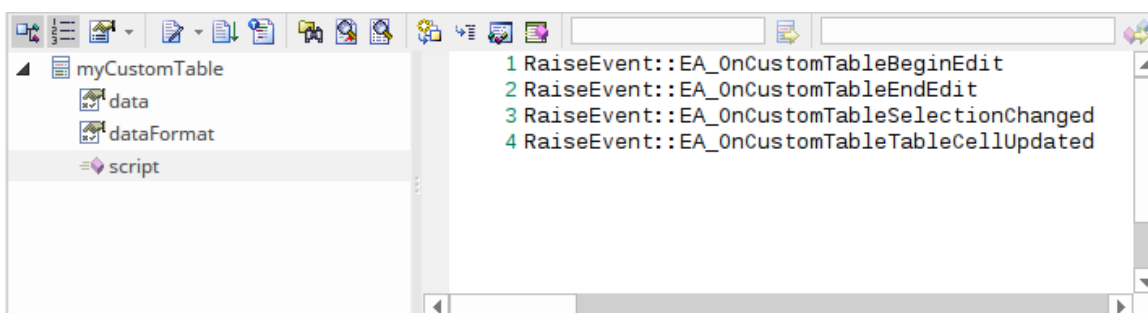 myCustomTable
data
dataFormat
script
1 RaiseEvent::EA_OnCustomTableBeginEdit
2 RaiseEvent::EA_OnCustomTableEndEdit
3 RaiseEvent::EA_OnCustomTableSelectionChanged
4 RaiseEvent::EA_OnCustomTableTableCellUpdated